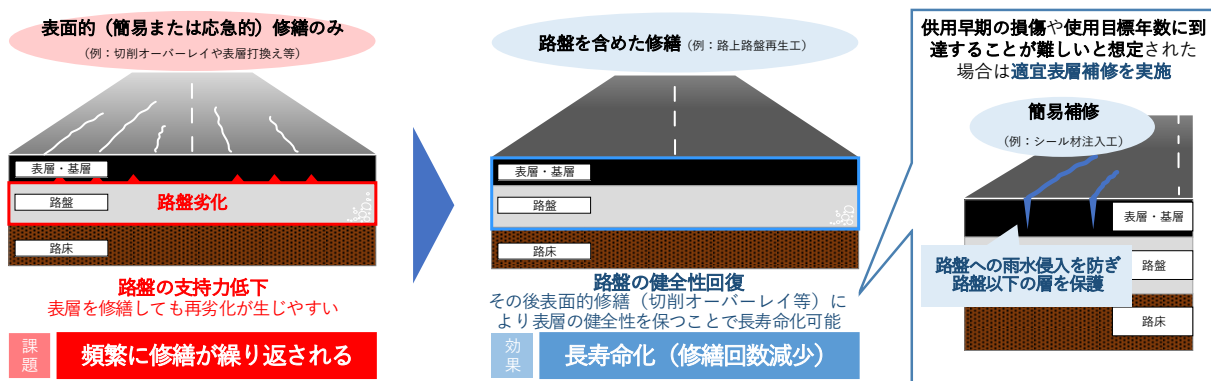 表面的（簡易または応急的）修繕のみ
（例：切削オーバーレイや表層打換え等）
表層・基層
路盤
路盤劣化
路床
路盤の支持力低下
表層を修繕しても再劣化が生じやすい
課題
頻繁に修繕が繰り返される
路盤を含めた修繕（例：路上路盤再生工）
表層・基層
路盤
路床
路盤の健全性回復
その後表面的修繕（切削オーバーレイ等）に
より表層の健全性を保つことで長寿命化可能
効果
長寿命化（修繕回数減少）
供用早期の損傷や使用目標年数に到
達することが難しいと想定された
場合は適宜表層補修を実施
簡易補修
（例：シール材注入工）
表層・基層
路盤への雨水侵入を防ぎ
路盤以下の層を保護
路盤
路床